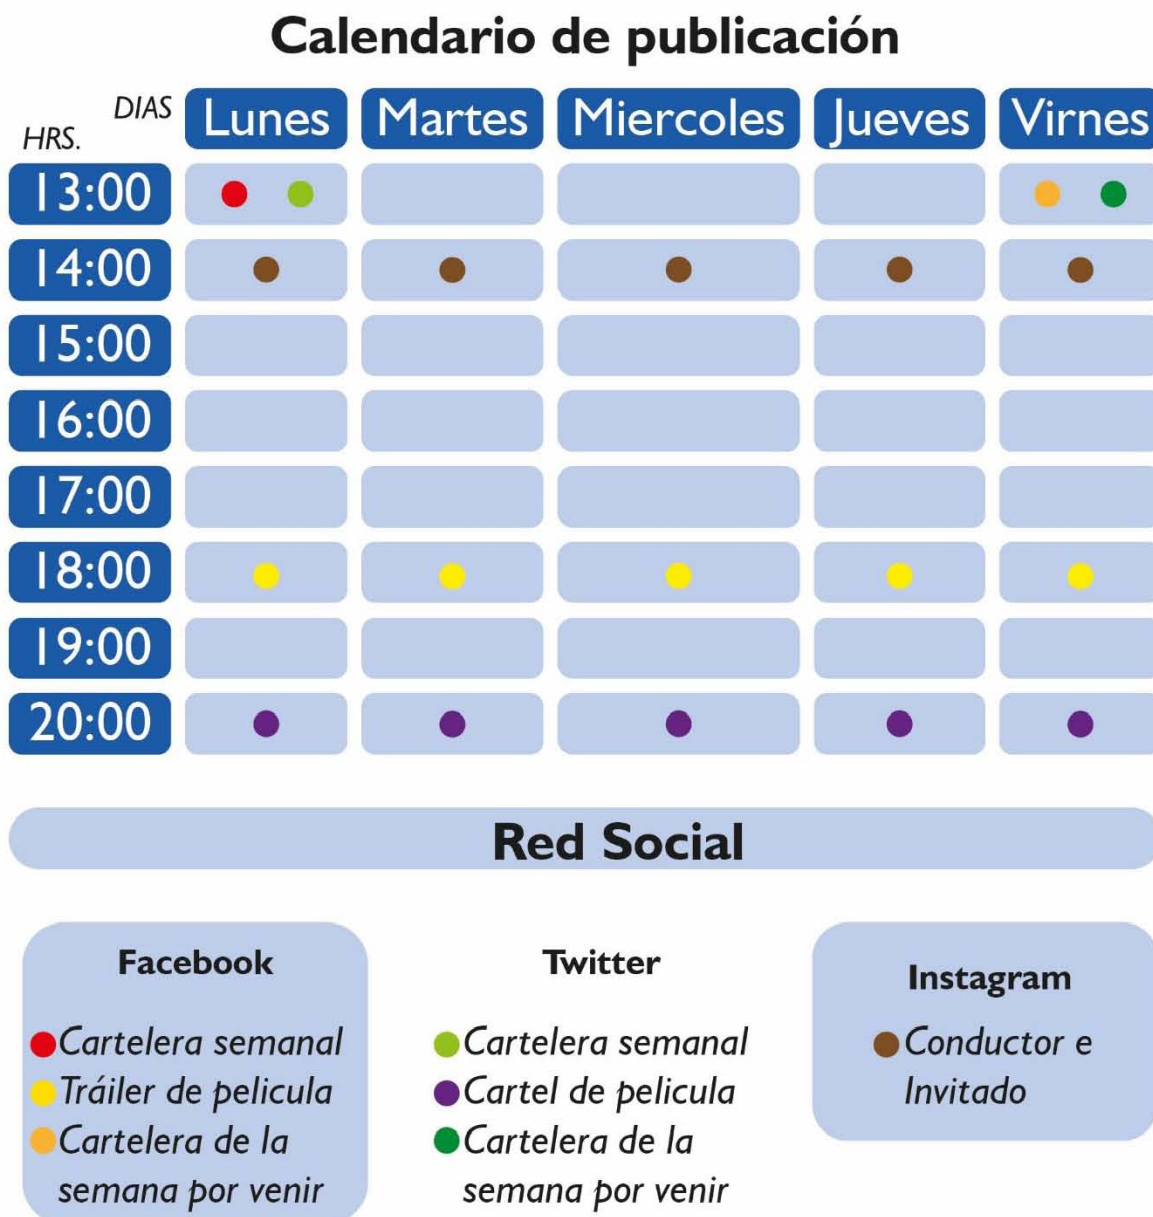 Calendario de publicación
DIAS
HRS.
Lunes Martes Miercoles Jueves Virnes
13:00
14:00
15:00
16:00
17:00
18:00
19:00
20:00
Red Social
Facebook
Cartelera semanal
Tráiler de pelicula
Cartelera de la
semana por venir
Twitter
Cartelera semanal
Cartel de pelicula
Cartelera de la
semana por venir
Instagram
Conductor e
Invitado